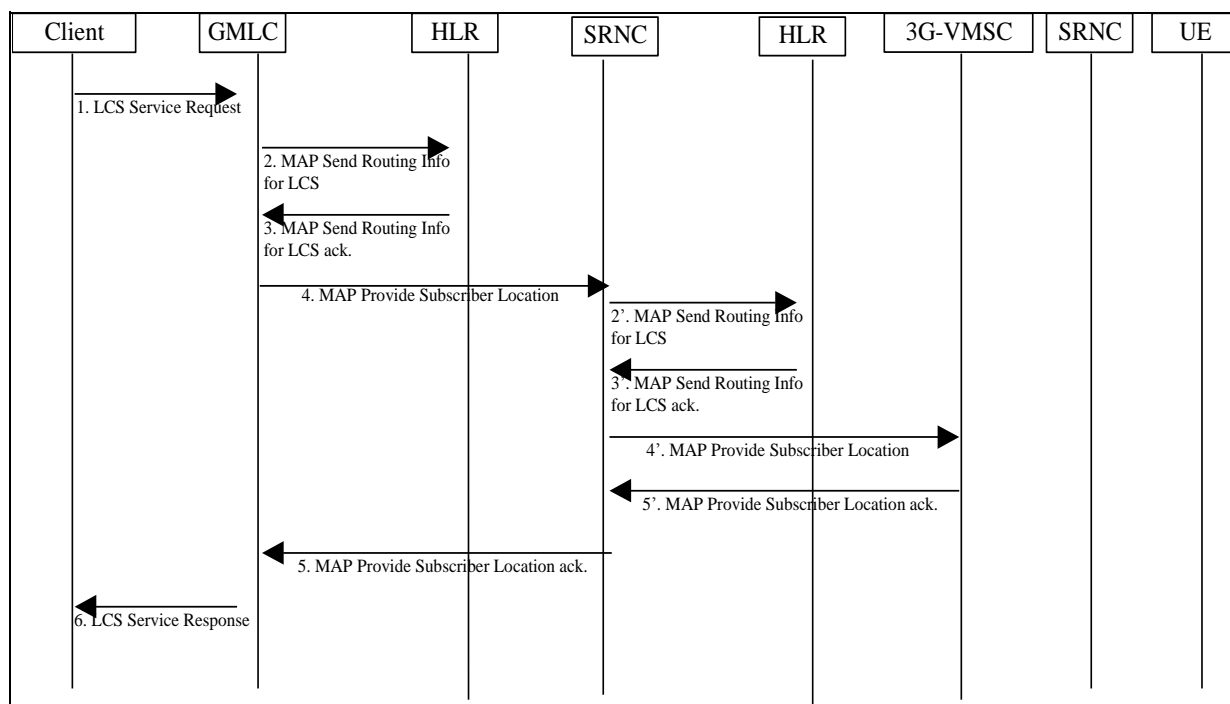 Client GMLC HLR SRNC HLR 3G-VMSC SRNC UE
1. LCS Service Request
2. MAP Send Routing Info
for LCS
3. MAP Send Routing Info
for LCS ack.
4. MAP Provide Subscriber Location
2’. MAP Send Routing Info
for LCS
3’. MAP Send Routing Info
for LCS ack.
4’. MAP Provide Subscriber Location
5’. MAP Provide Subscriber Location ack.
5. MAP Provide Subscriber Location ack.
6. LCS Service Response